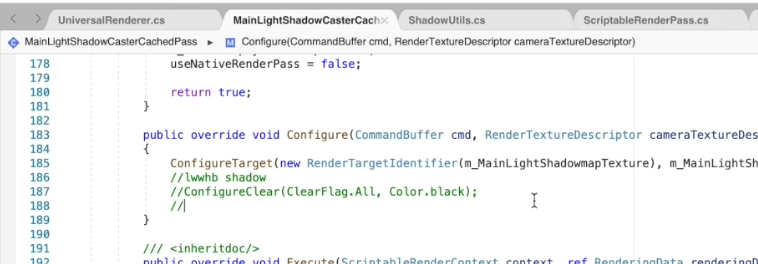 UniversalRenderer.cs MainLightShadowCasterCach ShadowUtils.cs ScriptableRenderPass.cs
MainLightShadowCasterCachedPass ▸ M Configure(CommandBuffer cmd, RenderTextureDescriptor cameraTextureDescriptor)
178 useNativeRenderPass = false;
179
180 return true;
181 }
182
183 public override void Configure(CommandBuffer cmd, RenderTextureDescriptor cameraTextureDes
184 {
185 ConfigureTarget(new RenderTargetIdentifier(m_MainLightShadowmapTexture), m_MainLightSh
186 //lwwhb shadow
187 //ConfigureClear(ClearFlag.All, Color.black);
188 //
189 }
190
191 /// <inheritdoc/>
192 public override void Execute(ScriptableRenderContext context, ref RenderingData renderingD